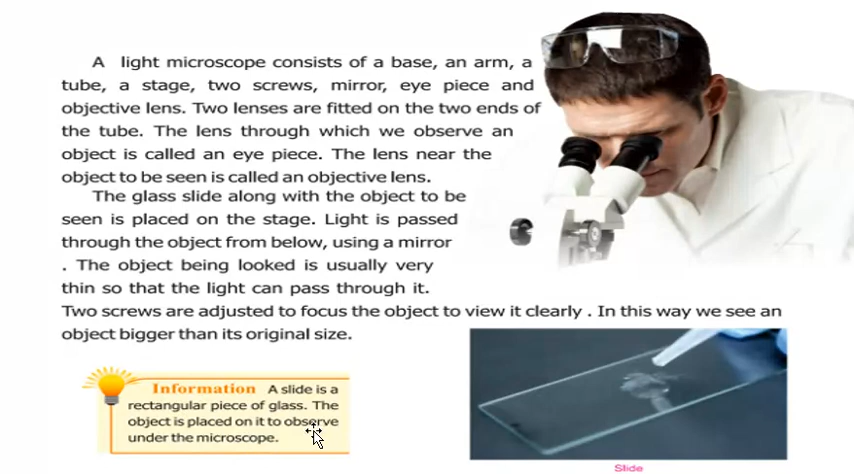 A light microscope consists of a base, an arm, a
tube, a stage, two screws, mirror, eye piece and
objective lens. Two lenses are fitted on the two ends of
the tube. The lens through which we observe an
object is called an eye piece. The lens near the
object to be seen is called an objective lens.
The glass slide along with the object to be
seen is placed on the stage. Light is passed
through the object from below, using a mirror
. The object being looked is usually very
thin so that the light can pass through it.
Two screws are adjusted to focus the object to view it clearly . In this way we see an
object bigger than its original size.
Information A slide is a
rectangular piece of glass. The
object is placed on it to observe
under the microscope.
Slide